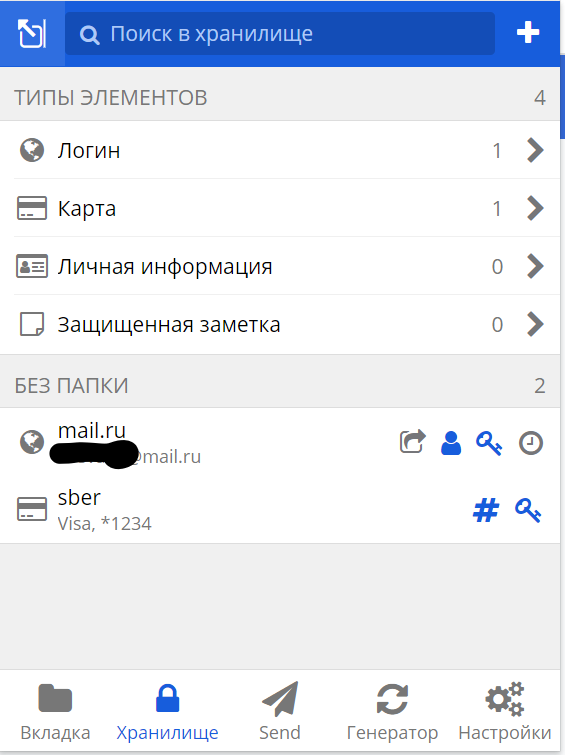 Поиск в хранилище
ТИПЫ ЭЛЕМЕНТОВ 4
Логин 1
Карта 1
Личная информация 0
Защищенная заметка 0
БЕЗ ПАПКИ 2
mail.ru
@mail.ru
sber
Visa, *1234
Вкладка Хранилище Send Генератор Настройки